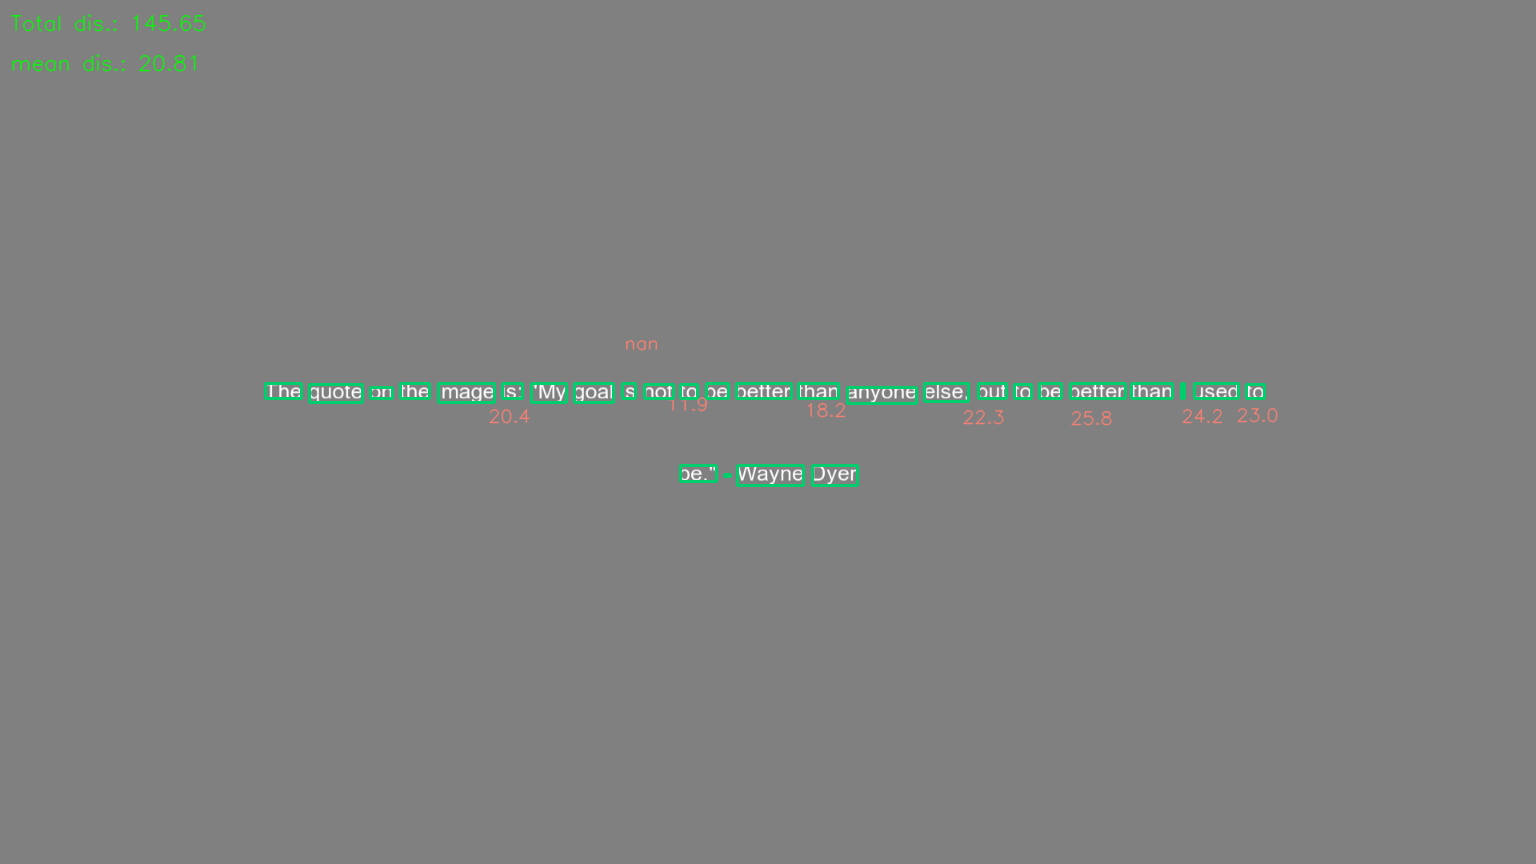 Total dis.: 145.65
mean dis.: 20.81
nan
The quote on the image is: "My goal is not to be better than anyone else, but to be better than I used to
20.4 11.9 18.2 22.3 25.8 24.2 23.0
be." - Wayne Dyer